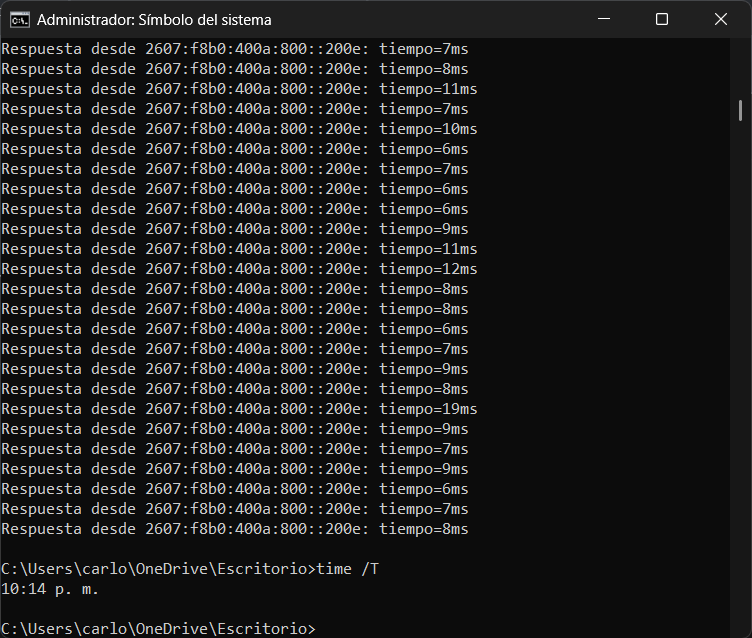 Administrador: Símbolo del sistema
Respuesta desde 2607:f8b0:400a:800::200e: tiempo=7ms
Respuesta desde 2607:f8b0:400a:800::200e: tiempo=8ms
Respuesta desde 2607:f8b0:400a:800::200e: tiempo=11ms
Respuesta desde 2607:f8b0:400a:800::200e: tiempo=7ms
Respuesta desde 2607:f8b0:400a:800::200e: tiempo=10ms
Respuesta desde 2607:f8b0:400a:800::200e: tiempo=6ms
Respuesta desde 2607:f8b0:400a:800::200e: tiempo=7ms
Respuesta desde 2607:f8b0:400a:800::200e: tiempo=6ms
Respuesta desde 2607:f8b0:400a:800::200e: tiempo=6ms
Respuesta desde 2607:f8b0:400a:800::200e: tiempo=9ms
Respuesta desde 2607:f8b0:400a:800::200e: tiempo=11ms
Respuesta desde 2607:f8b0:400a:800::200e: tiempo=12ms
Respuesta desde 2607:f8b0:400a:800::200e: tiempo=8ms
Respuesta desde 2607:f8b0:400a:800::200e: tiempo=8ms
Respuesta desde 2607:f8b0:400a:800::200e: tiempo=6ms
Respuesta desde 2607:f8b0:400a:800::200e: tiempo=7ms
Respuesta desde 2607:f8b0:400a:800::200e: tiempo=9ms
Respuesta desde 2607:f8b0:400a:800::200e: tiempo=8ms
Respuesta desde 2607:f8b0:400a:800::200e: tiempo=19ms
Respuesta desde 2607:f8b0:400a:800::200e: tiempo=9ms
Respuesta desde 2607:f8b0:400a:800::200e: tiempo=7ms
Respuesta desde 2607:f8b0:400a:800::200e: tiempo=9ms
Respuesta desde 2607:f8b0:400a:800::200e: tiempo=6ms
Respuesta desde 2607:f8b0:400a:800::200e: tiempo=7ms
Respuesta desde 2607:f8b0:400a:800::200e: tiempo=8ms
C:\Users\carlo\OneDrive\Escritorio>time /T
10:14 p. m.
C:\Users\carlo\OneDrive\Escritorio>